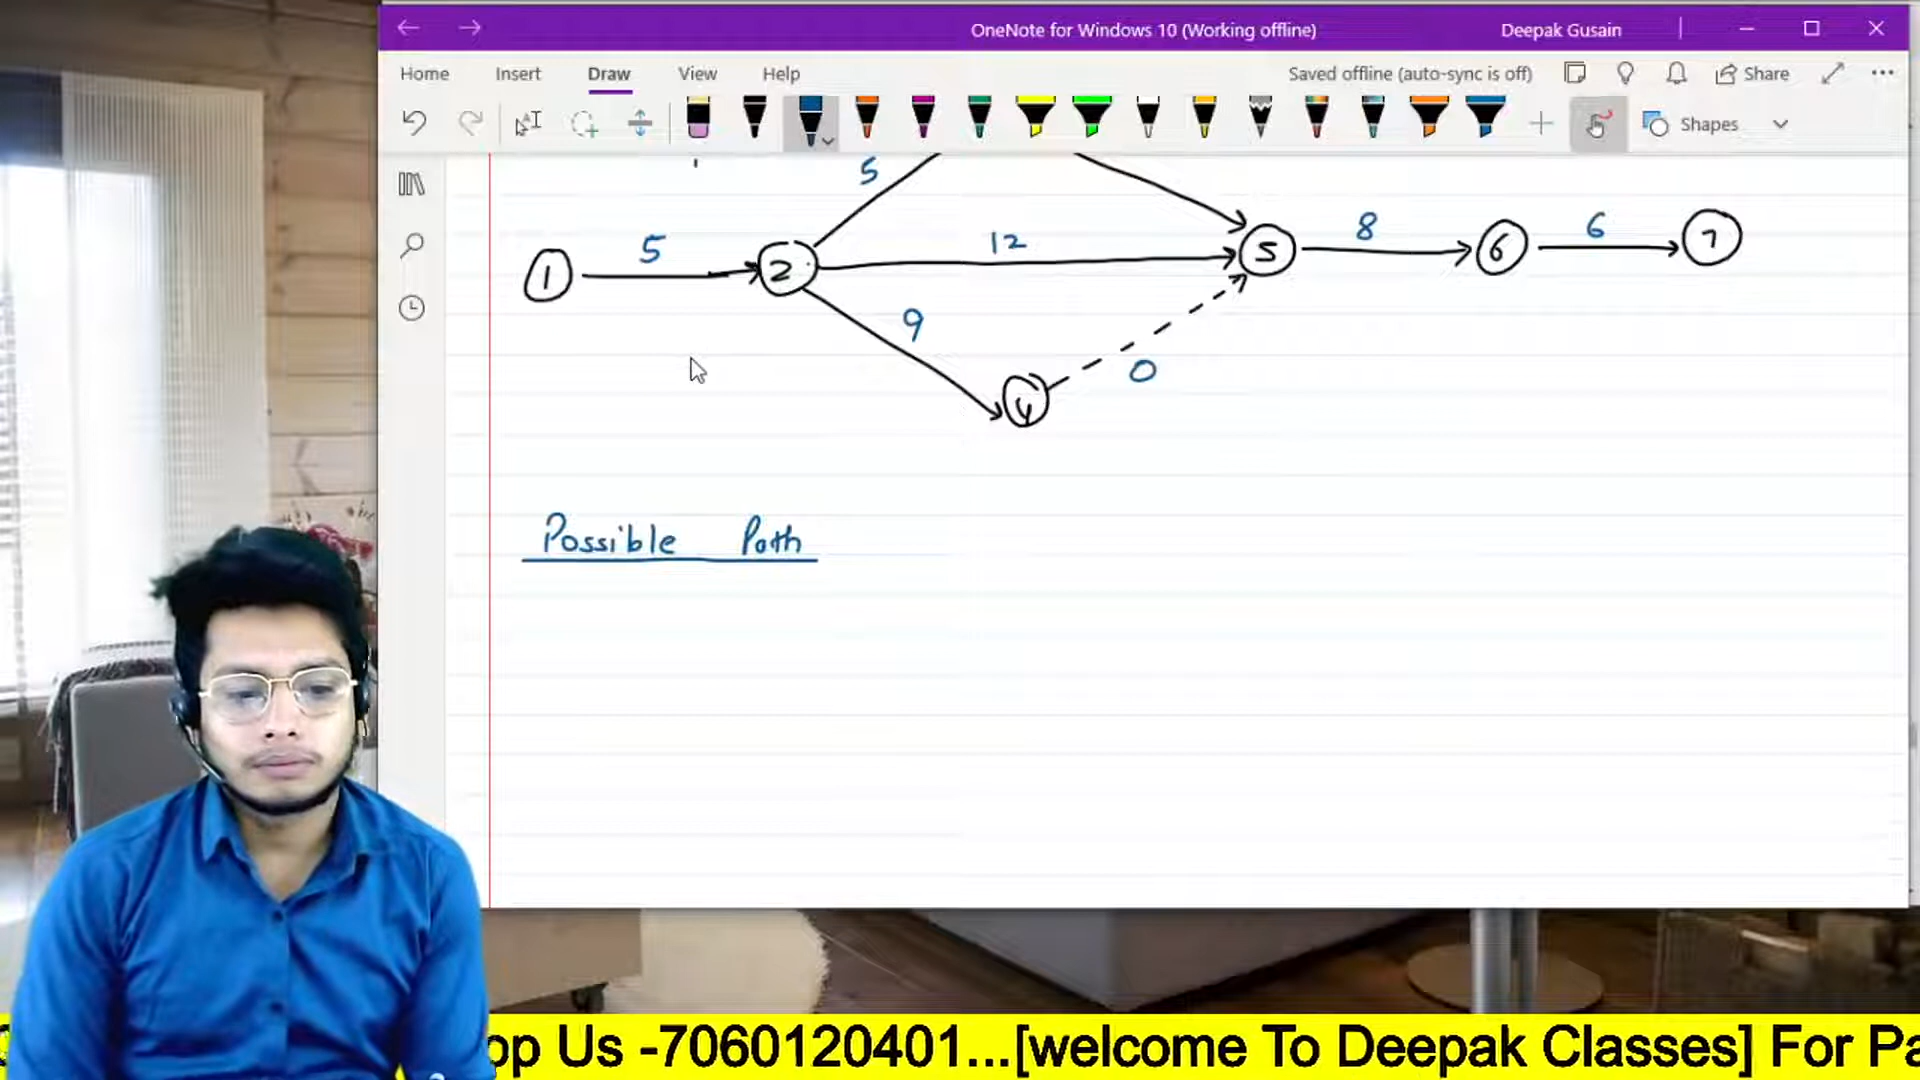 OneNote for Windows 10 (Working offline) Deepak Gusain
Home Insert Draw View Help Saved offline (auto-sync is off) Share
Shapes
5
5 12 8 6
1 2 5 6 7
9
0
4
Possible Path
op Us -7060120401...[welcome To Deepak Classes] For Pa